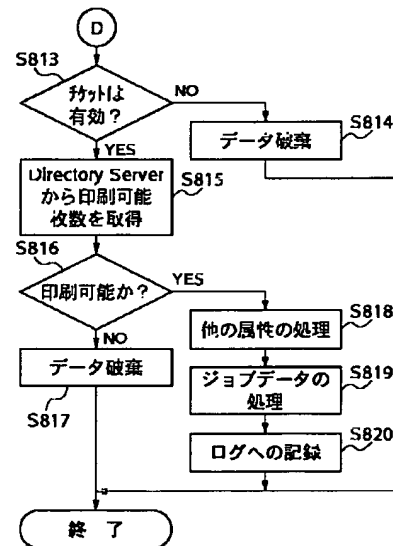 D
S813
チケットは
有効？
NO
YES
データ破棄
S814
Directory Server
から印刷可能
枚数を取得
S815
S816
印刷可能か？
YES
NO
他の属性の処理
S818
データ破棄
S817
ジョブデータの
処理
S819
ログへの記録
S820
終 了